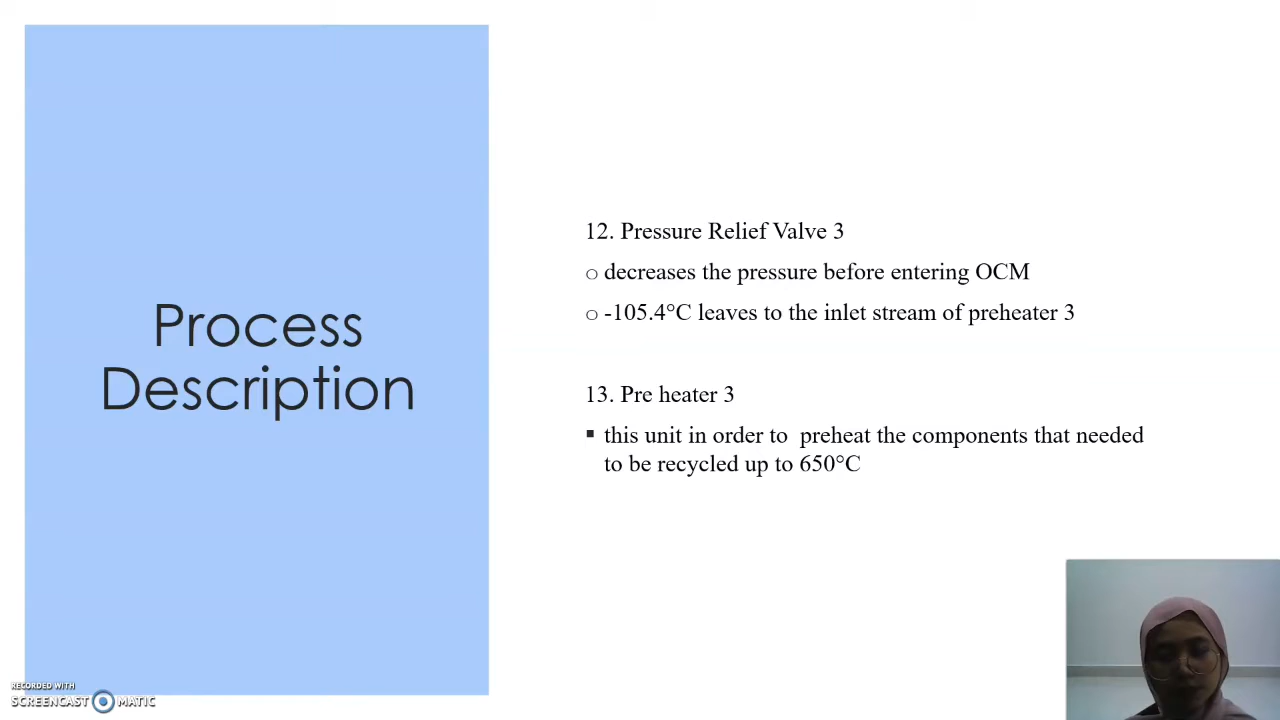 Process
Description
12. Pressure Relief Valve 3
o decreases the pressure before entering OCM
o -105.4°C leaves to the inlet stream of preheater 3
13. Pre heater 3
▪ this unit in order to  preheat the components that needed
to be recycled up to 650°C
RECORDED WITH
SCREENCAST MATIC